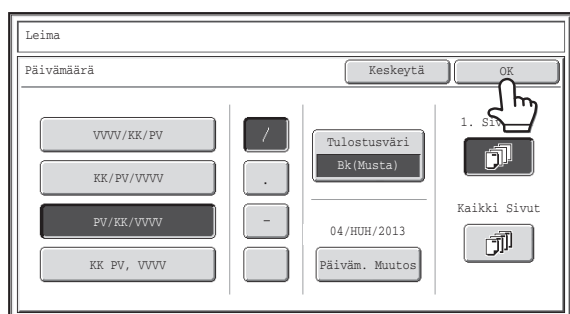 Leima
Päivämäärä
Keskeytä
OK
VVVV/KK/PV
KK/PV/VVVV
PV/KK/VVVV
KK PV, VVVV
/
.
-
Tulostusväri
Bk(Musta)
04/HUH/2013
Päiväm. Muutos
1.
Kaikki Sivut